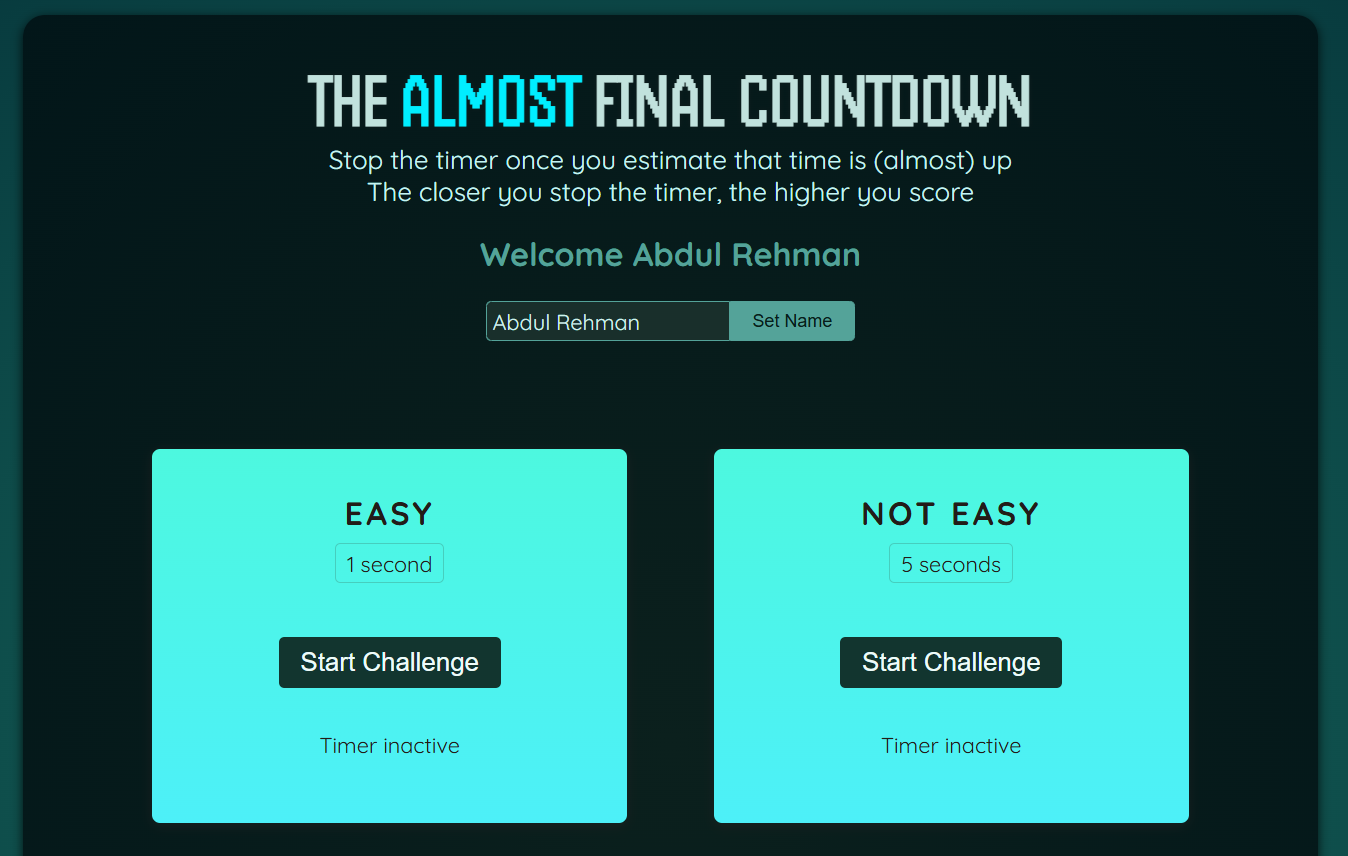 THE ALMOST FINAL COUNTDOWN
Stop the timer once you estimate that time is (almost) up
The closer you stop the timer, the higher you score
Welcome Abdul Rehman
Abdul Rehman
Set Name
EASY
1 second
Start Challenge
Timer inactive
NOT EASY
5 seconds
Start Challenge
Timer inactive